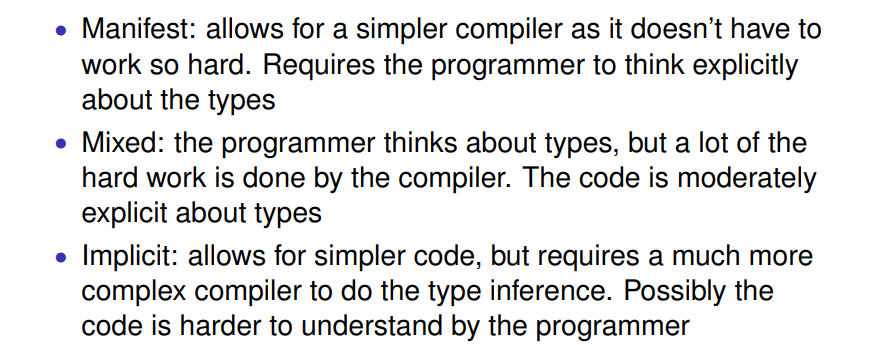 • Manifest: allows for a simpler compiler as it doesn’t have to
work so hard. Requires the programmer to think explicitly
about the types
• Mixed: the programmer thinks about types, but a lot of the
hard work is done by the compiler. The code is moderately
explicit about types
• Implicit: allows for simpler code, but requires a much more
complex compiler to do the type inference. Possibly the
code is harder to understand by the programmer